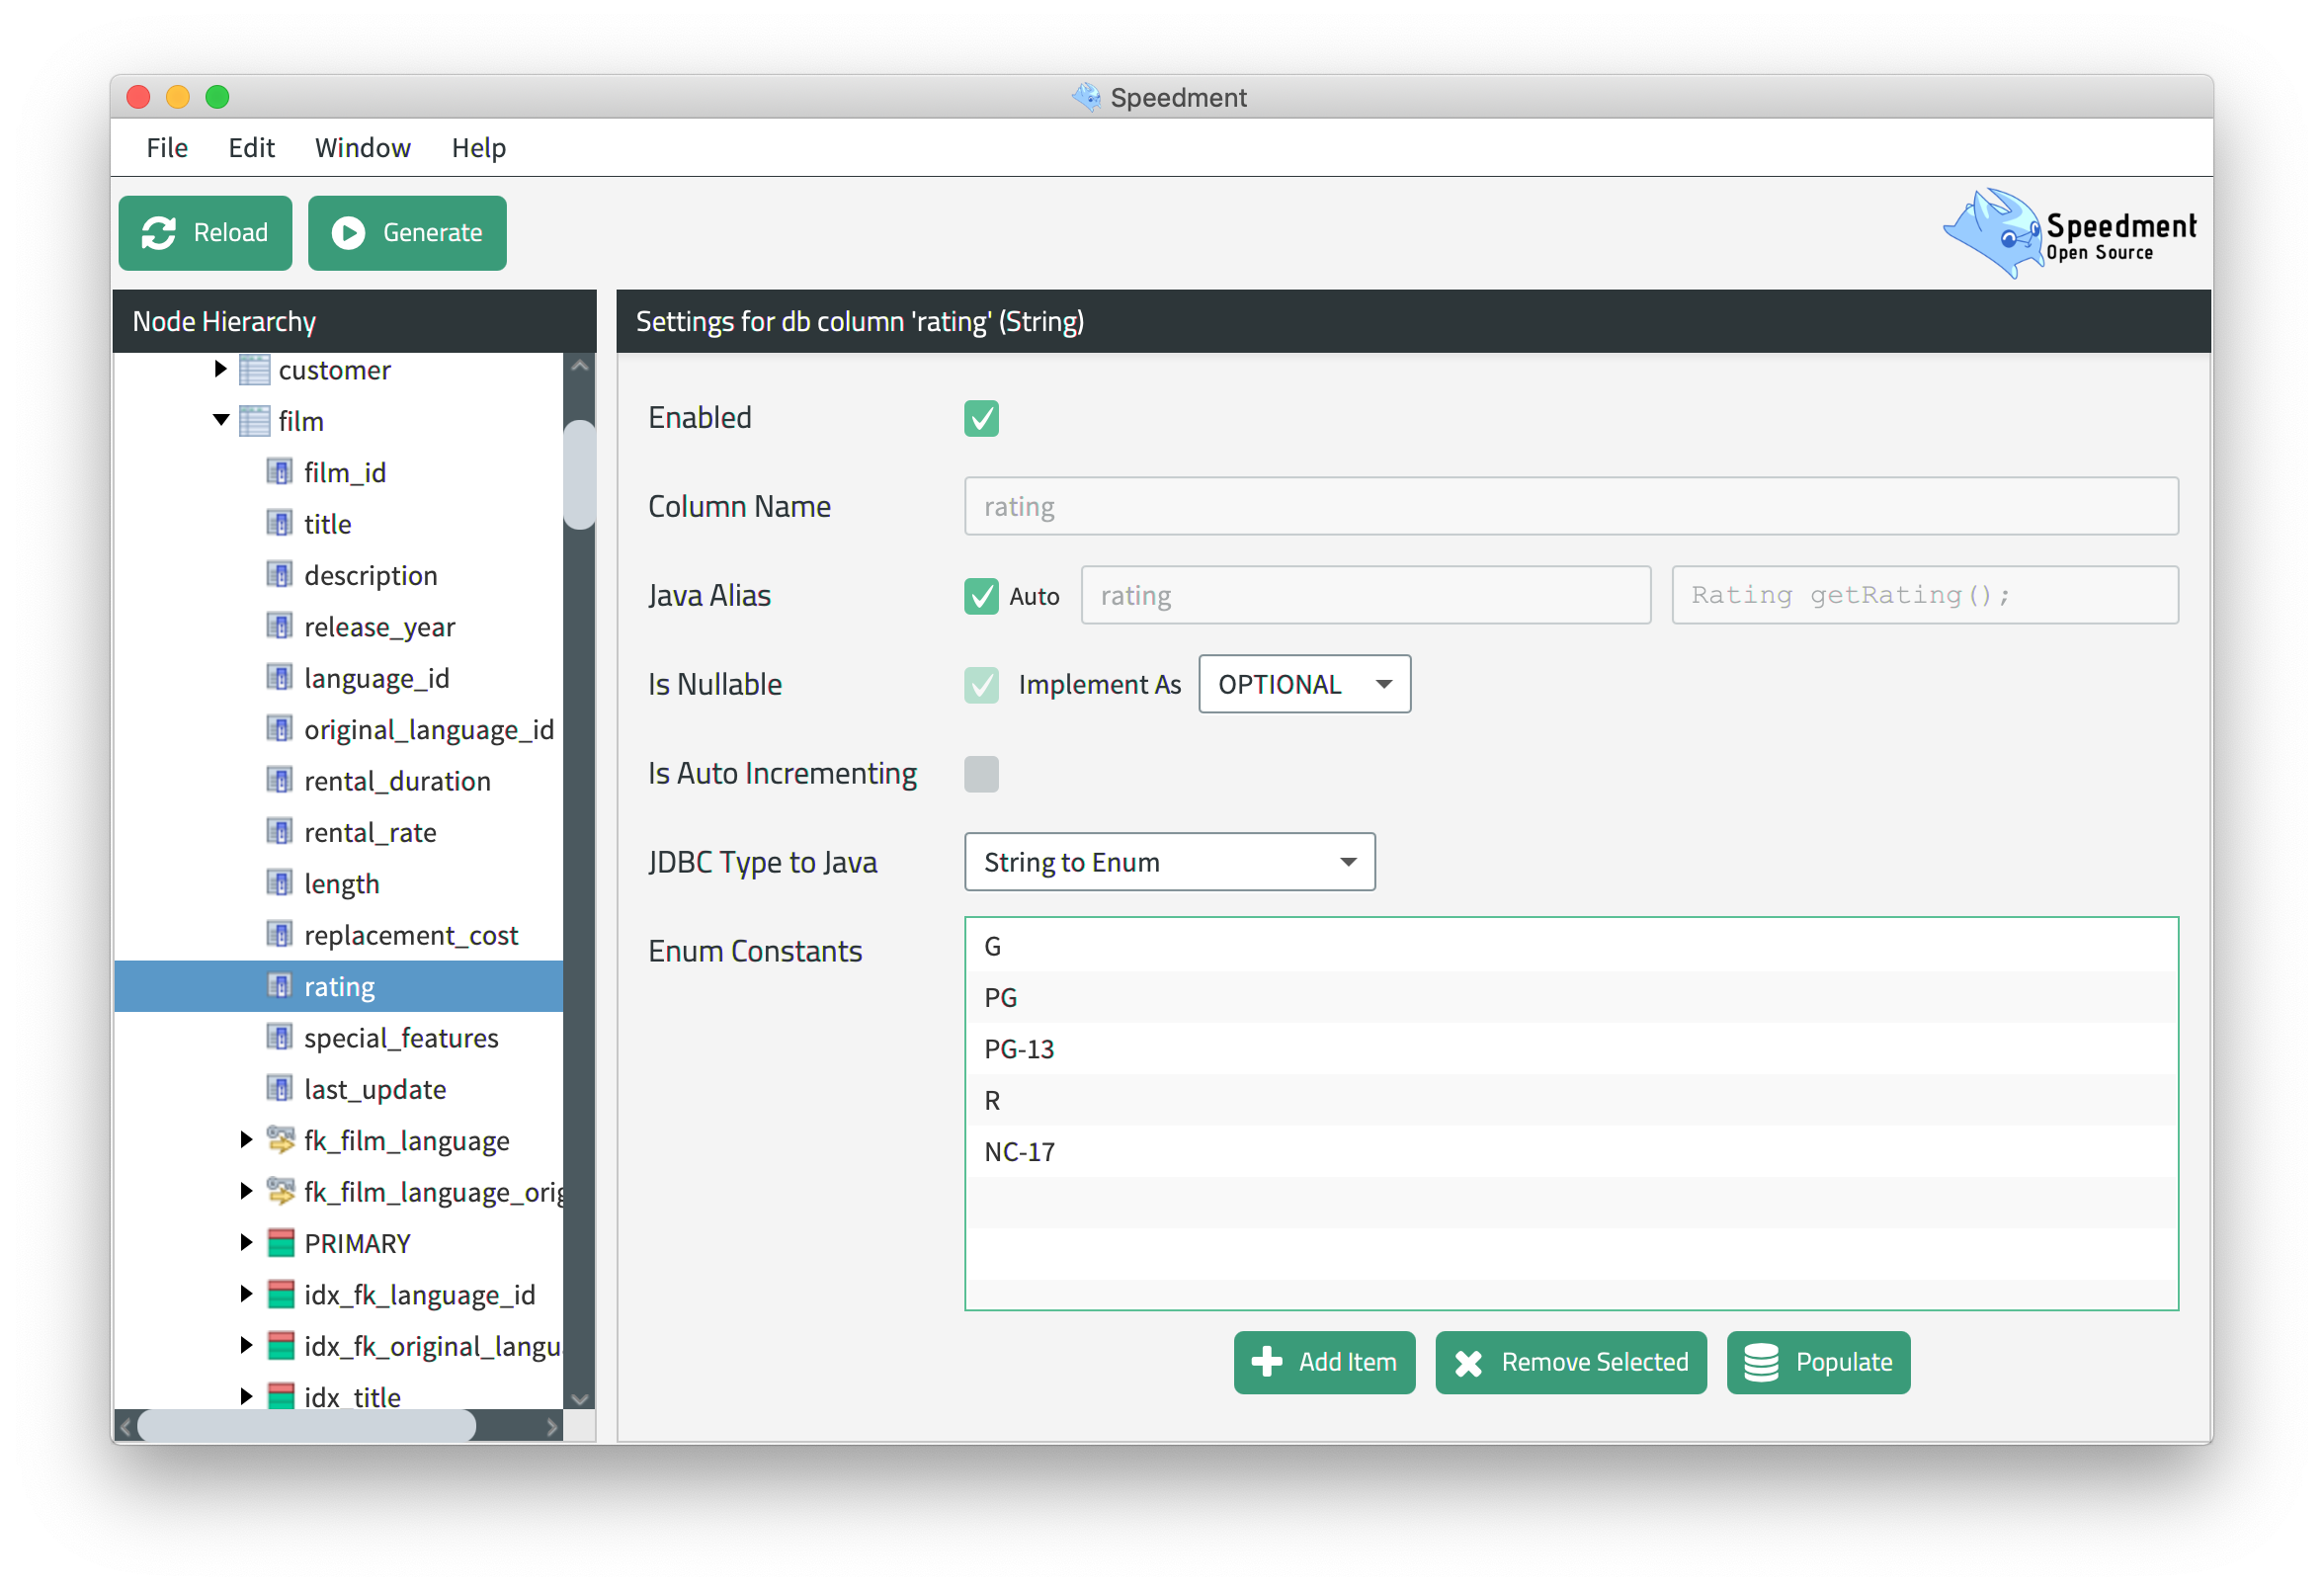 Speedment
File Edit Window Help
Reload Generate
Speedment
Open Source
Node Hierarchy
customer
film
film_id
title
description
release_year
language_id
original_language_id
rental_duration
rental_rate
length
replacement_cost
rating
special_features
last_update
fk_film_language
fk_film_language_orig
PRIMARY
idx_fk_language_id
idx_fk_original_langu
idx_title
Settings for db column 'rating' (String)
Enabled
Column Name rating
Java Alias Auto rating Rating getRating();
Is Nullable Implement As OPTIONAL
Is Auto Incrementing
JDBC Type to Java String to Enum
Enum Constants G
PG
PG-13
R
NC-17
Add Item Remove Selected Populate